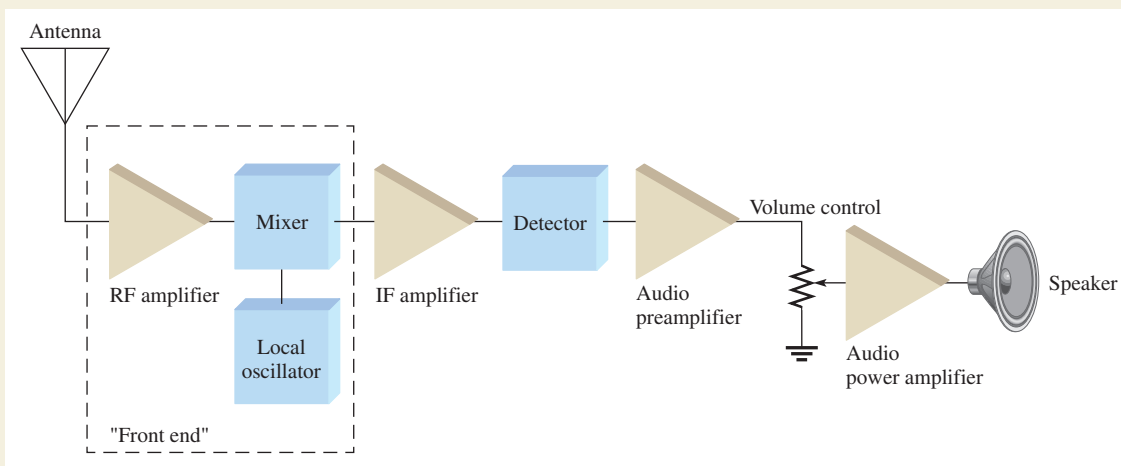 Antenna
RF amplifier
Mixer
Local
oscillator
"Front end"
IF amplifier
Detector
Audio
preamplifier
Volume control
Audio
power amplifier
Speaker